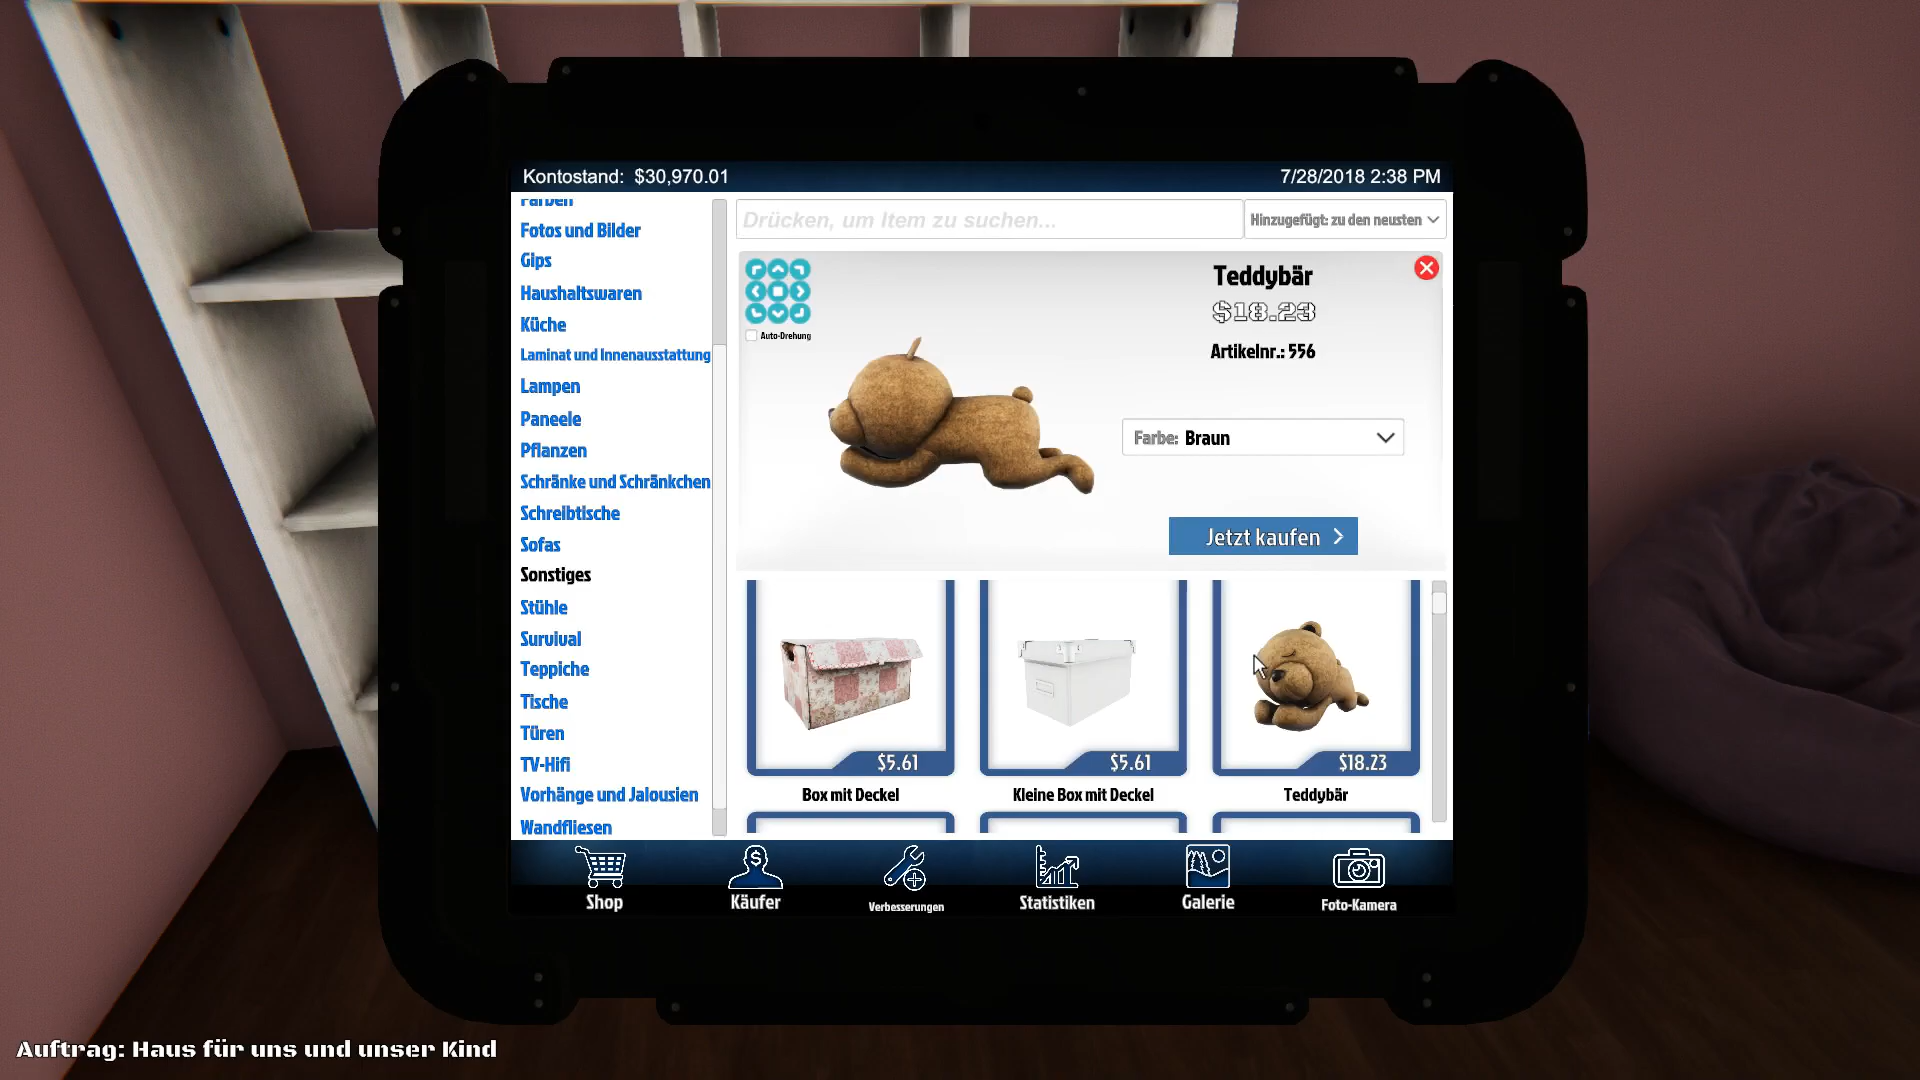 Kontostand: $30,970.01
7/28/2018 2:38 PM
Farben
Fotos und Bilder
Gips
Haushaltswaren
Küche
Laminat und Innenausstattung
Lampen
Paneele
Pflanzen
Schränke und Schränkchen
Schreibtische
Sofas
Sonstiges
Stühle
Survival
Teppiche
Tische
Türen
TV-Hifi
Vorhänge und Jalousien
Wandfliesen
Drücken, um Item zu suchen...
Hinzugefügt: zu den neusten
Auto-Drehung
Teddybär
$18.23
Artikelnr.: 556
Farbe: Braun
Jetzt kaufen
$5.61
$5.61
$18.23
Box mit Deckel
Kleine Box mit Deckel
Teddybär
Shop
Käufer
Verbesserungen
Statistiken
Galerie
Foto-Kamera
Auftrag: Haus für uns und unser Kind